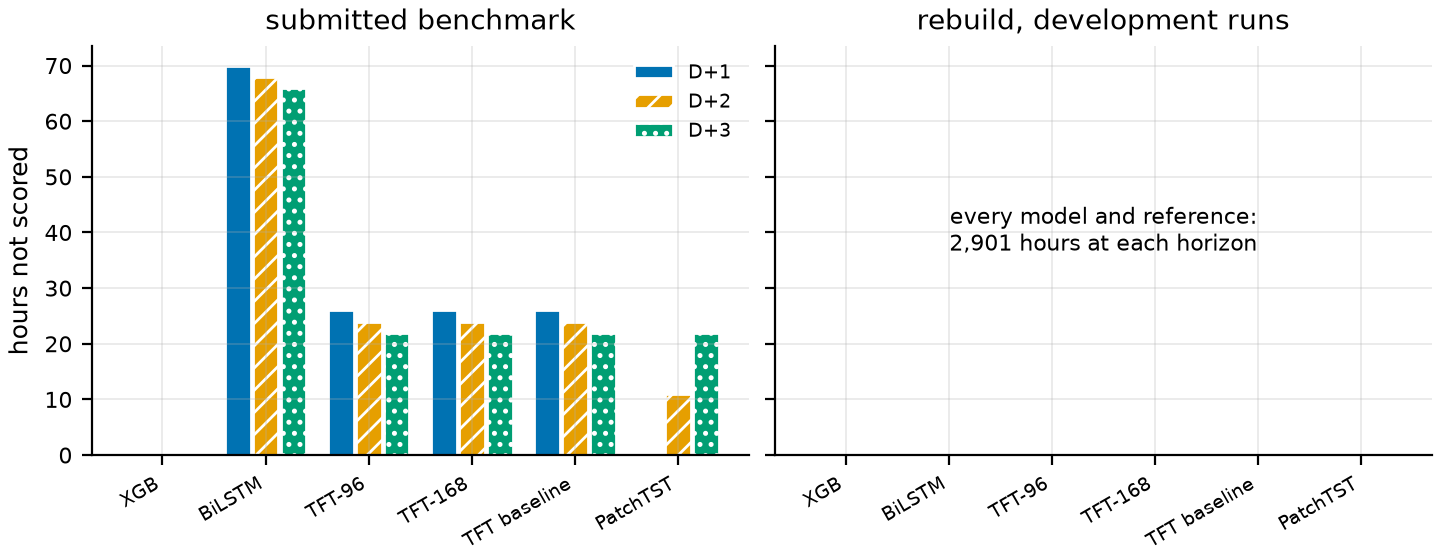 submitted benchmark
hours not scored
70
60
50
40
30
20
10
0
D+1
D+2
D+3
XGB
BiLSTM
TFT-96
TFT-168
TFT baseline
PatchTST
rebuild, development runs
every model and reference:
2,901 hours at each horizon
XGB
BiLSTM
TFT-96
TFT-168
TFT baseline
PatchTST